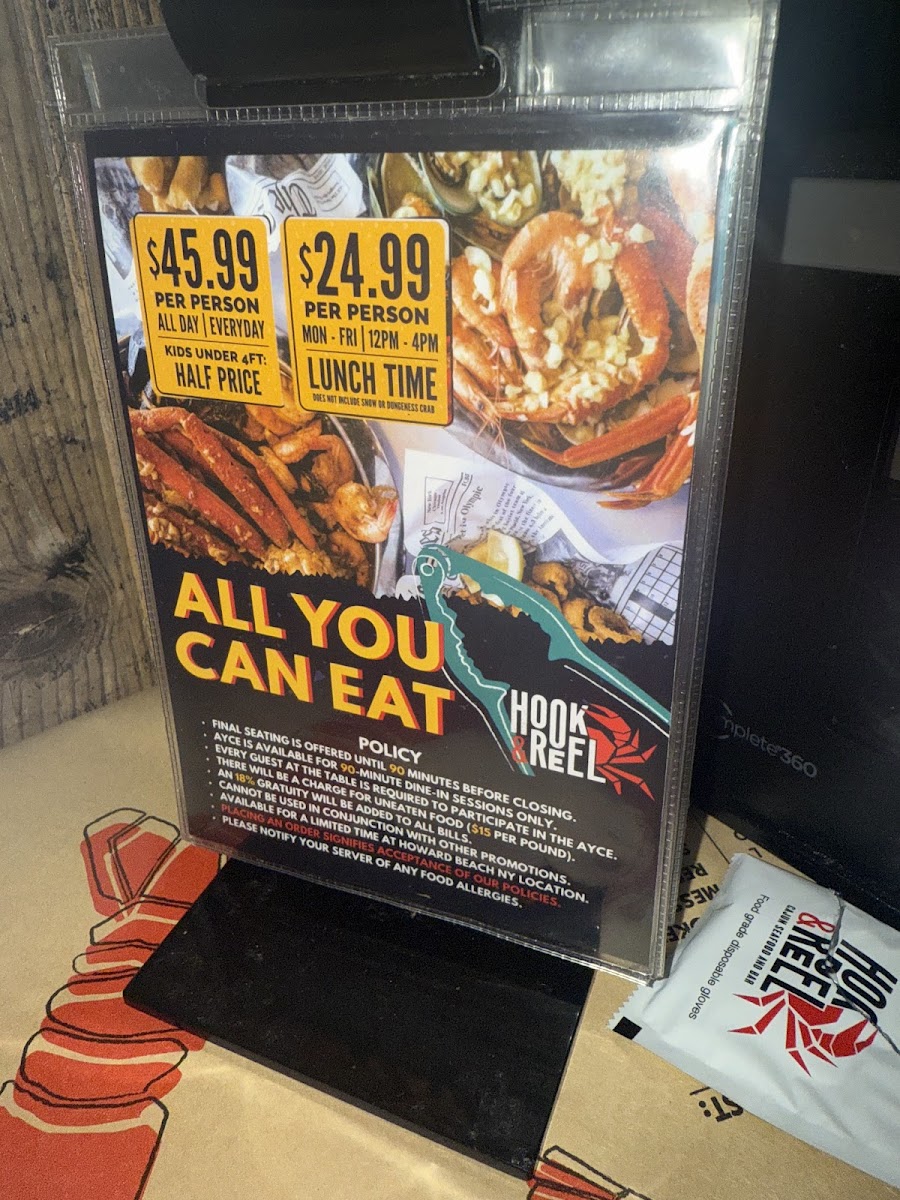 $45.99
PER PERSON
ALL DAY | EVERYDAY
KIDS UNDER 4FT:
HALF PRICE
$24.99
PER PERSON
MON - FRI | 12PM - 4PM
LUNCH TIME
DOES NOT INCLUDE SNOW OR DUNGENESS CRAB
Olympic
ALL YOU
CAN EAT
HOOK
& REEL
POLICY
• FINAL SEATING IS OFFERED UNTIL 90 MINUTES BEFORE CLOSING.
• AYCE IS AVAILABLE FOR 90-MINUTE DINE-IN SESSIONS ONLY.
• EVERY GUEST AT THE TABLE IS REQUIRED TO PARTICIPATE IN THE AYCE.
• THERE WILL BE A CHARGE FOR UNEATEN FOOD ($15 PER POUND).
• AN 18% GRATUITY WILL BE ADDED TO ALL BILLS.
• CANNOT BE USED IN CONJUNCTION WITH OTHER PROMOTIONS.
• AVAILABLE FOR A LIMITED TIME AT HOWARD BEACH NY LOCATION.
• PLACING AN ORDER SIGNIFIES ACCEPTANCE OF OUR POLICIES.
• PLEASE NOTIFY YOUR SERVER OF ANY FOOD ALLERGIES.
mplete360
HOOK
& REEL
CAJUN SEAFOOD AND BAR
Food grade disposable gloves
ST: